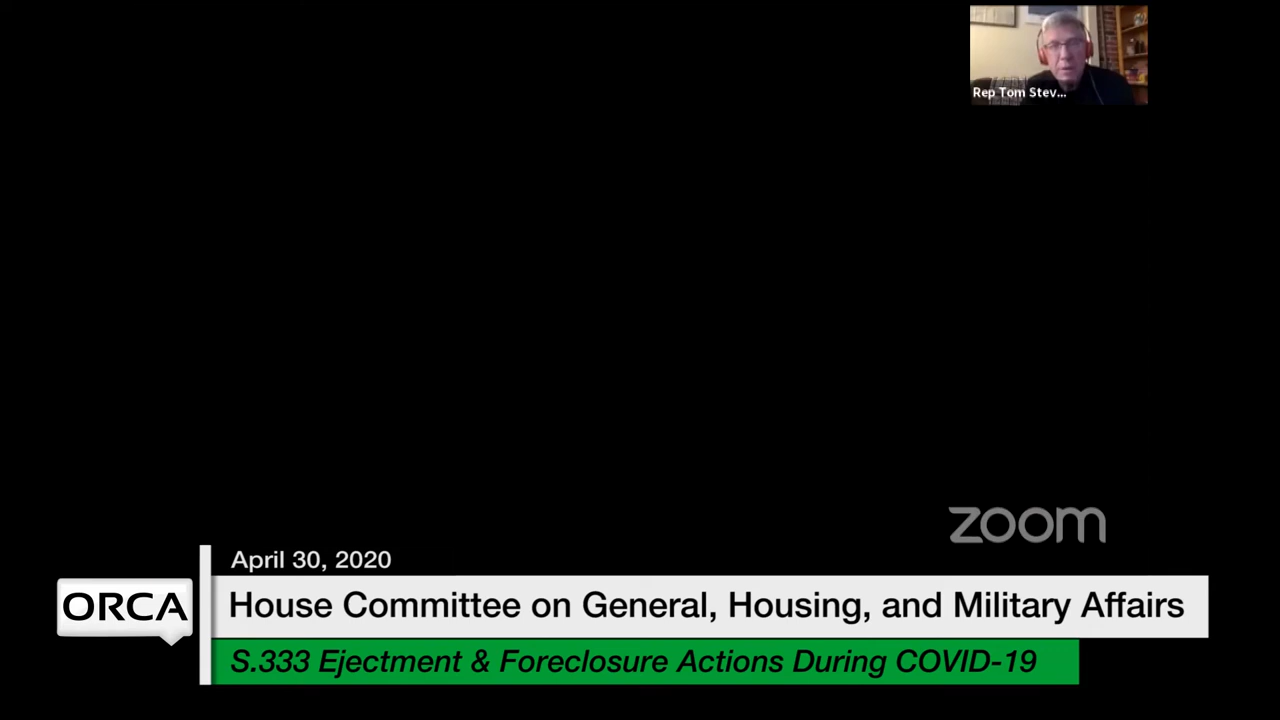 Rep Tom Stev...
zoom
April 30, 2020
ORCA
House Committee on General, Housing, and Military Affairs
S.333 Ejectment & Foreclosure Actions During COVID-19